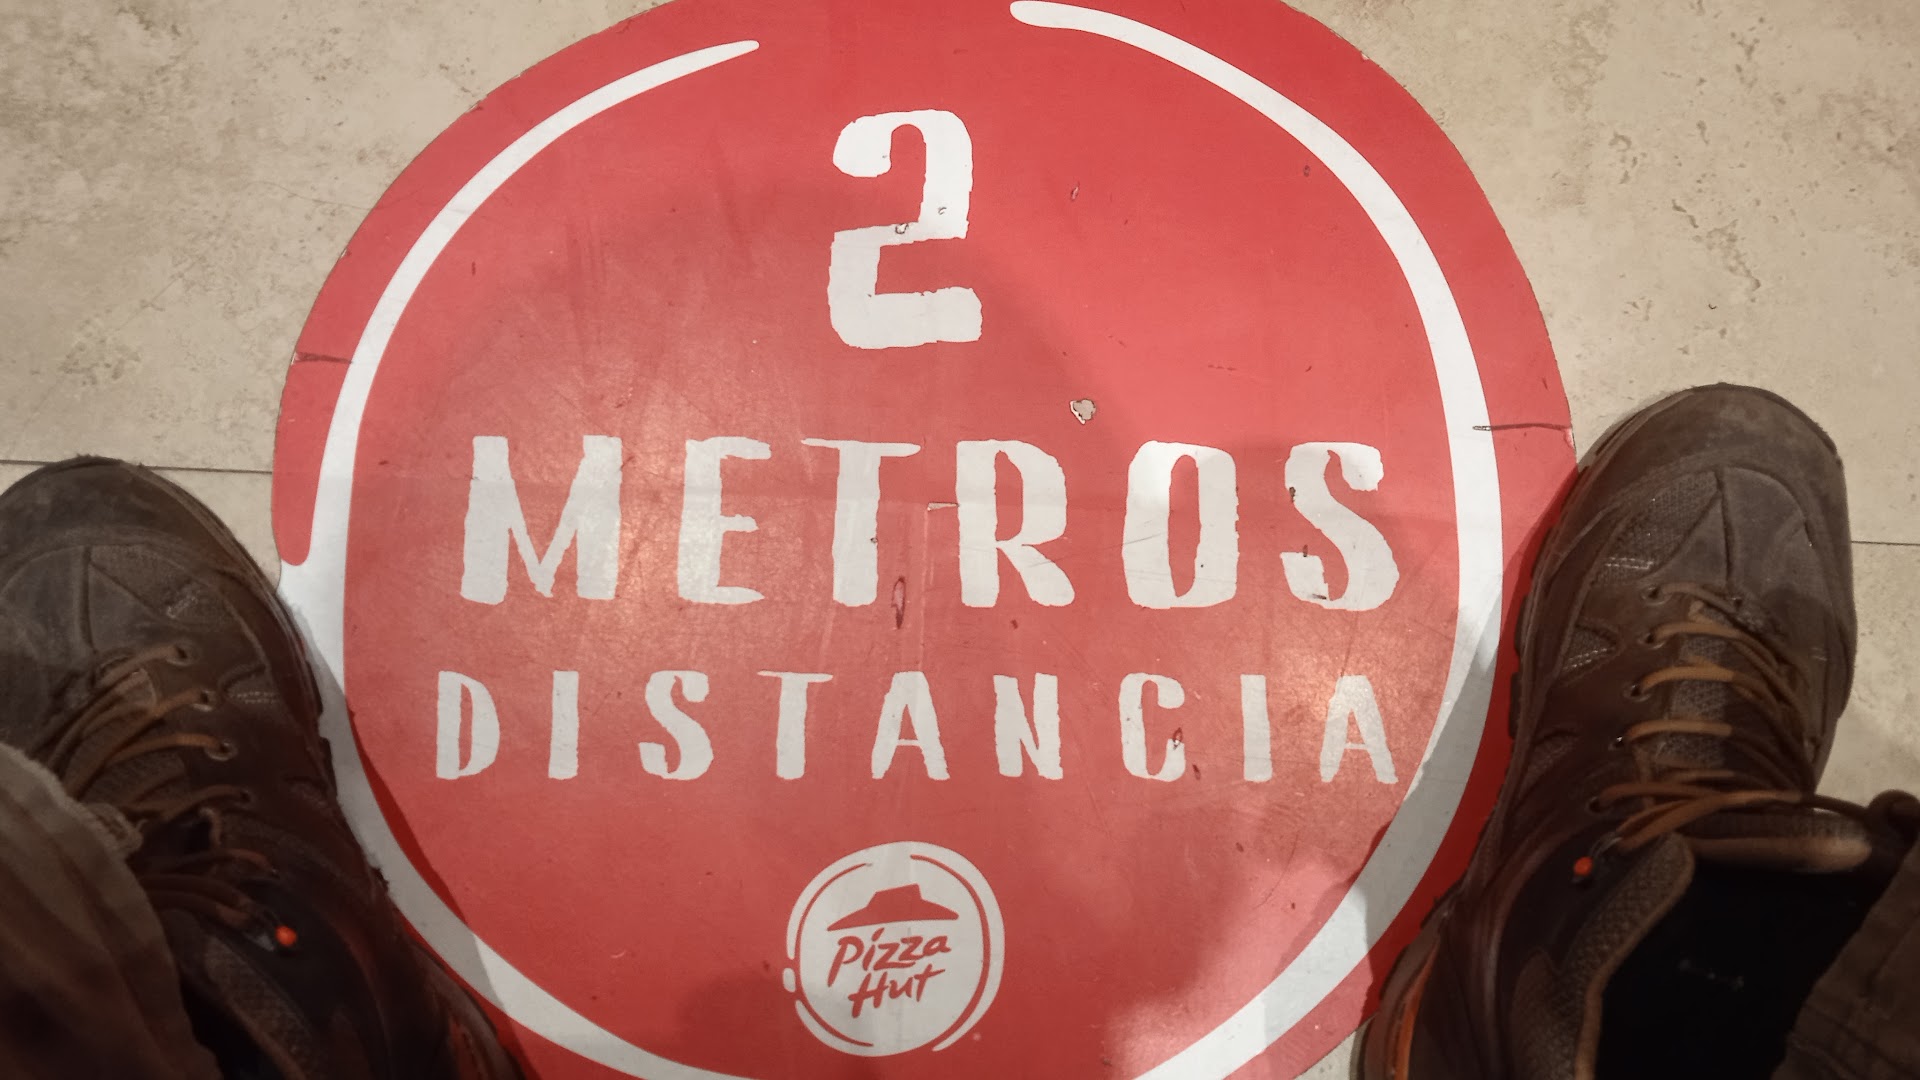 2
METROS
DISTANCIA
Pizza
Hut